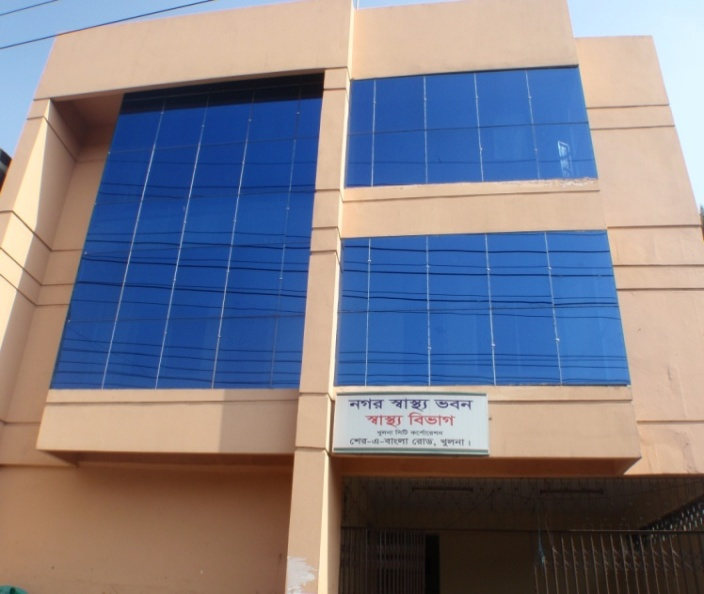 নগর স্বাস্থ্য ভবন
স্বাস্থ্য বিভাগ
খুলনা সিটি কর্পোরেশন
শের-এ-বাংলা রোড, খুলনা।